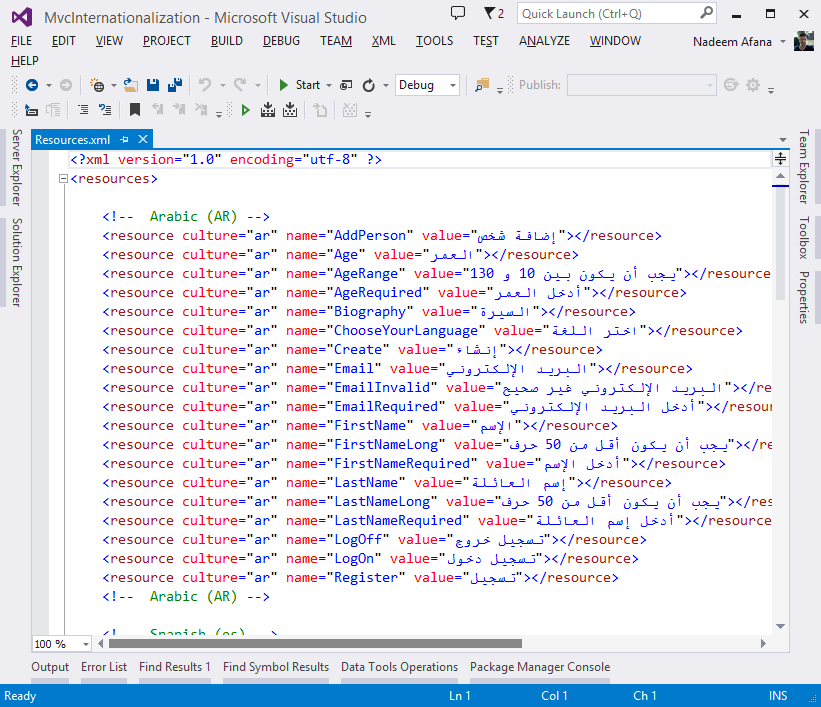 MvcInternationalization - Microsoft Visual Studio
2
Quick Launch (Ctrl+Q)
FILE EDIT VIEW PROJECT BUILD DEBUG TEAM XML TOOLS TEST ANALYZE WINDOW
Nadeem Afana
HELP
Start Debug Publish:
Server Explorer
Solution Explorer
Resources.xml
Team Explorer
Toolbox
Properties
<?xml version="1.0" encoding="utf-8" ?>
<resources>
<!--  Arabic (AR) -->
<resource culture="ar" name="AddPerson" value="إضافة شخص"></resource>
<resource culture="ar" name="Age" value="العمر"></resource>
<resource culture="ar" name="AgeRange" value="يجب أن يكون بين 10 و 130"></resource
<resource culture="ar" name="AgeRequired" value="أدخل العمر"></resource>
<resource culture="ar" name="Biography" value="السيرة"></resource>
<resource culture="ar" name="ChooseYourLanguage" value="اختر اللغة"></resource>
<resource culture="ar" name="Create" value="إنشاء"></resource>
<resource culture="ar" name="Email" value="البريد الإلكتروني"></resource>
<resource culture="ar" name="EmailInvalid" value="البريد الإلكتروني غير صحيح"></re
<resource culture="ar" name="EmailRequired" value="أدخل البريد الإلكتروني"></resour
<resource culture="ar" name="FirstName" value="الإسم"></resource>
<resource culture="ar" name="FirstNameLong" value="يجب أن يكون أقل من 50 حرف"></re
<resource culture="ar" name="FirstNameRequired" value="أدخل الإسم"></resource>
<resource culture="ar" name="LastName" value="إسم العائلة"></resource>
<resource culture="ar" name="LastNameLong" value="يجب أن يكون أقل من 50 حرف"></res
<resource culture="ar" name="LastNameRequired" value="أدخل إسم العائلة"></resource
<resource culture="ar" name="LogOff" value="تسجيل خروج"></resource>
<resource culture="ar" name="LogOn" value="تسجيل دخول"></resource>
<resource culture="ar" name="Register" value="تسجيل"></resource>
<!--  Arabic (AR) -->
<!--  Spanish (es) -->
100 %
Output Error List Find Results 1 Find Symbol Results Data Tools Operations Package Manager Console
Ready Ln 1 Col 1 Ch 1 INS